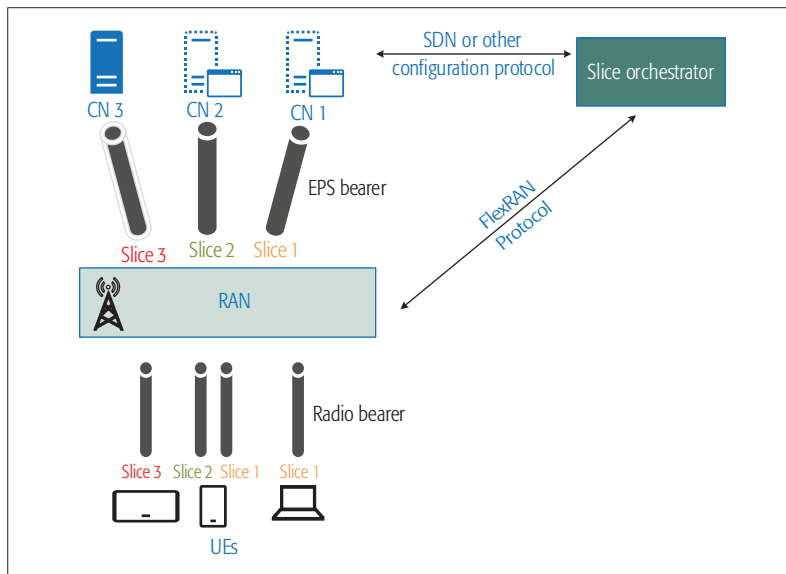 SDN or other
configuration protocol
Slice orchestrator
CN 3
CN 2
CN 1
EPS bearer
FlexRAN
Protocol
Slice 3
Slice 2
Slice 1
RAN
Radio bearer
Slice 3
Slice 2
Slice 1
Slice 1
UEs